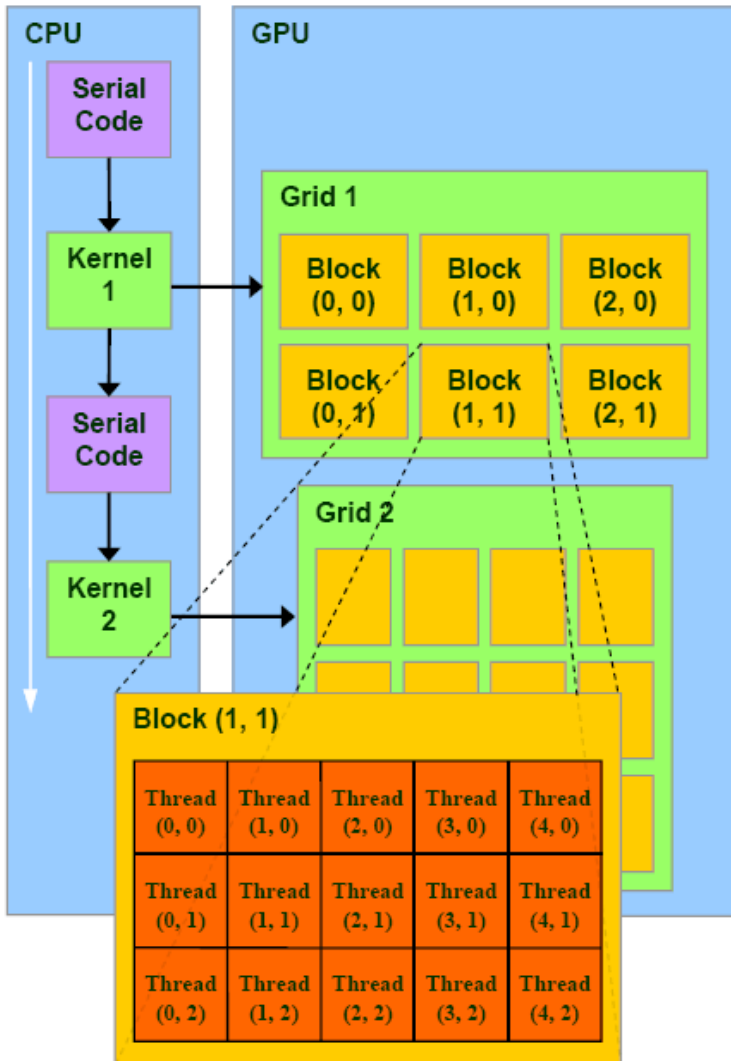 CPU
GPU
Serial
Code
Grid 1
Kernel
1
Block
(0, 0)
Block
(1, 0)
Block
(2, 0)
Block
(0, 1)
Block
(1, 1)
Block
(2, 1)
Serial
Code
Grid 2
Kernel
2
Block (1, 1)
Thread
(0, 0)
Thread
(1, 0)
Thread
(2, 0)
Thread
(3, 0)
Thread
(4, 0)
Thread
(0, 1)
Thread
(1, 1)
Thread
(2, 1)
Thread
(3, 1)
Thread
(4, 1)
Thread
(0, 2)
Thread
(1, 2)
Thread
(2, 2)
Thread
(3, 2)
Thread
(4, 2)